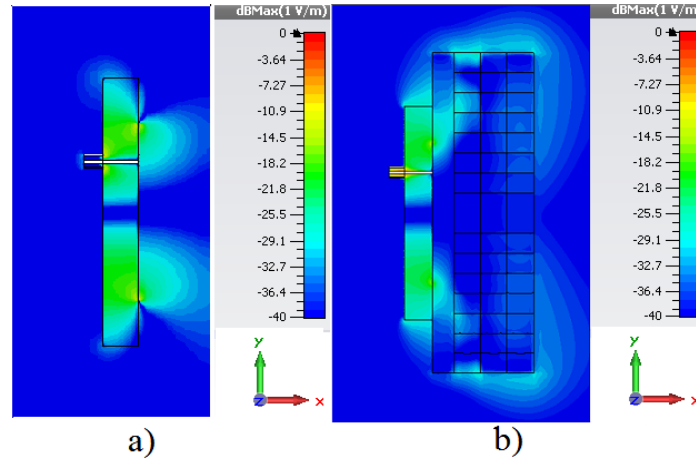 dBMax(1 V/m)
0
-3.64
-7.27
-10.9
-14.5
-18.2
-21.8
-25.5
-29.1
-32.7
-36.4
-40
y
z
x
a)
dBMax(1 V/m)
0
-3.64
-7.27
-10.9
-14.5
-18.2
-21.8
-25.5
-29.1
-32.7
-36.4
-40
y
z
x
b)